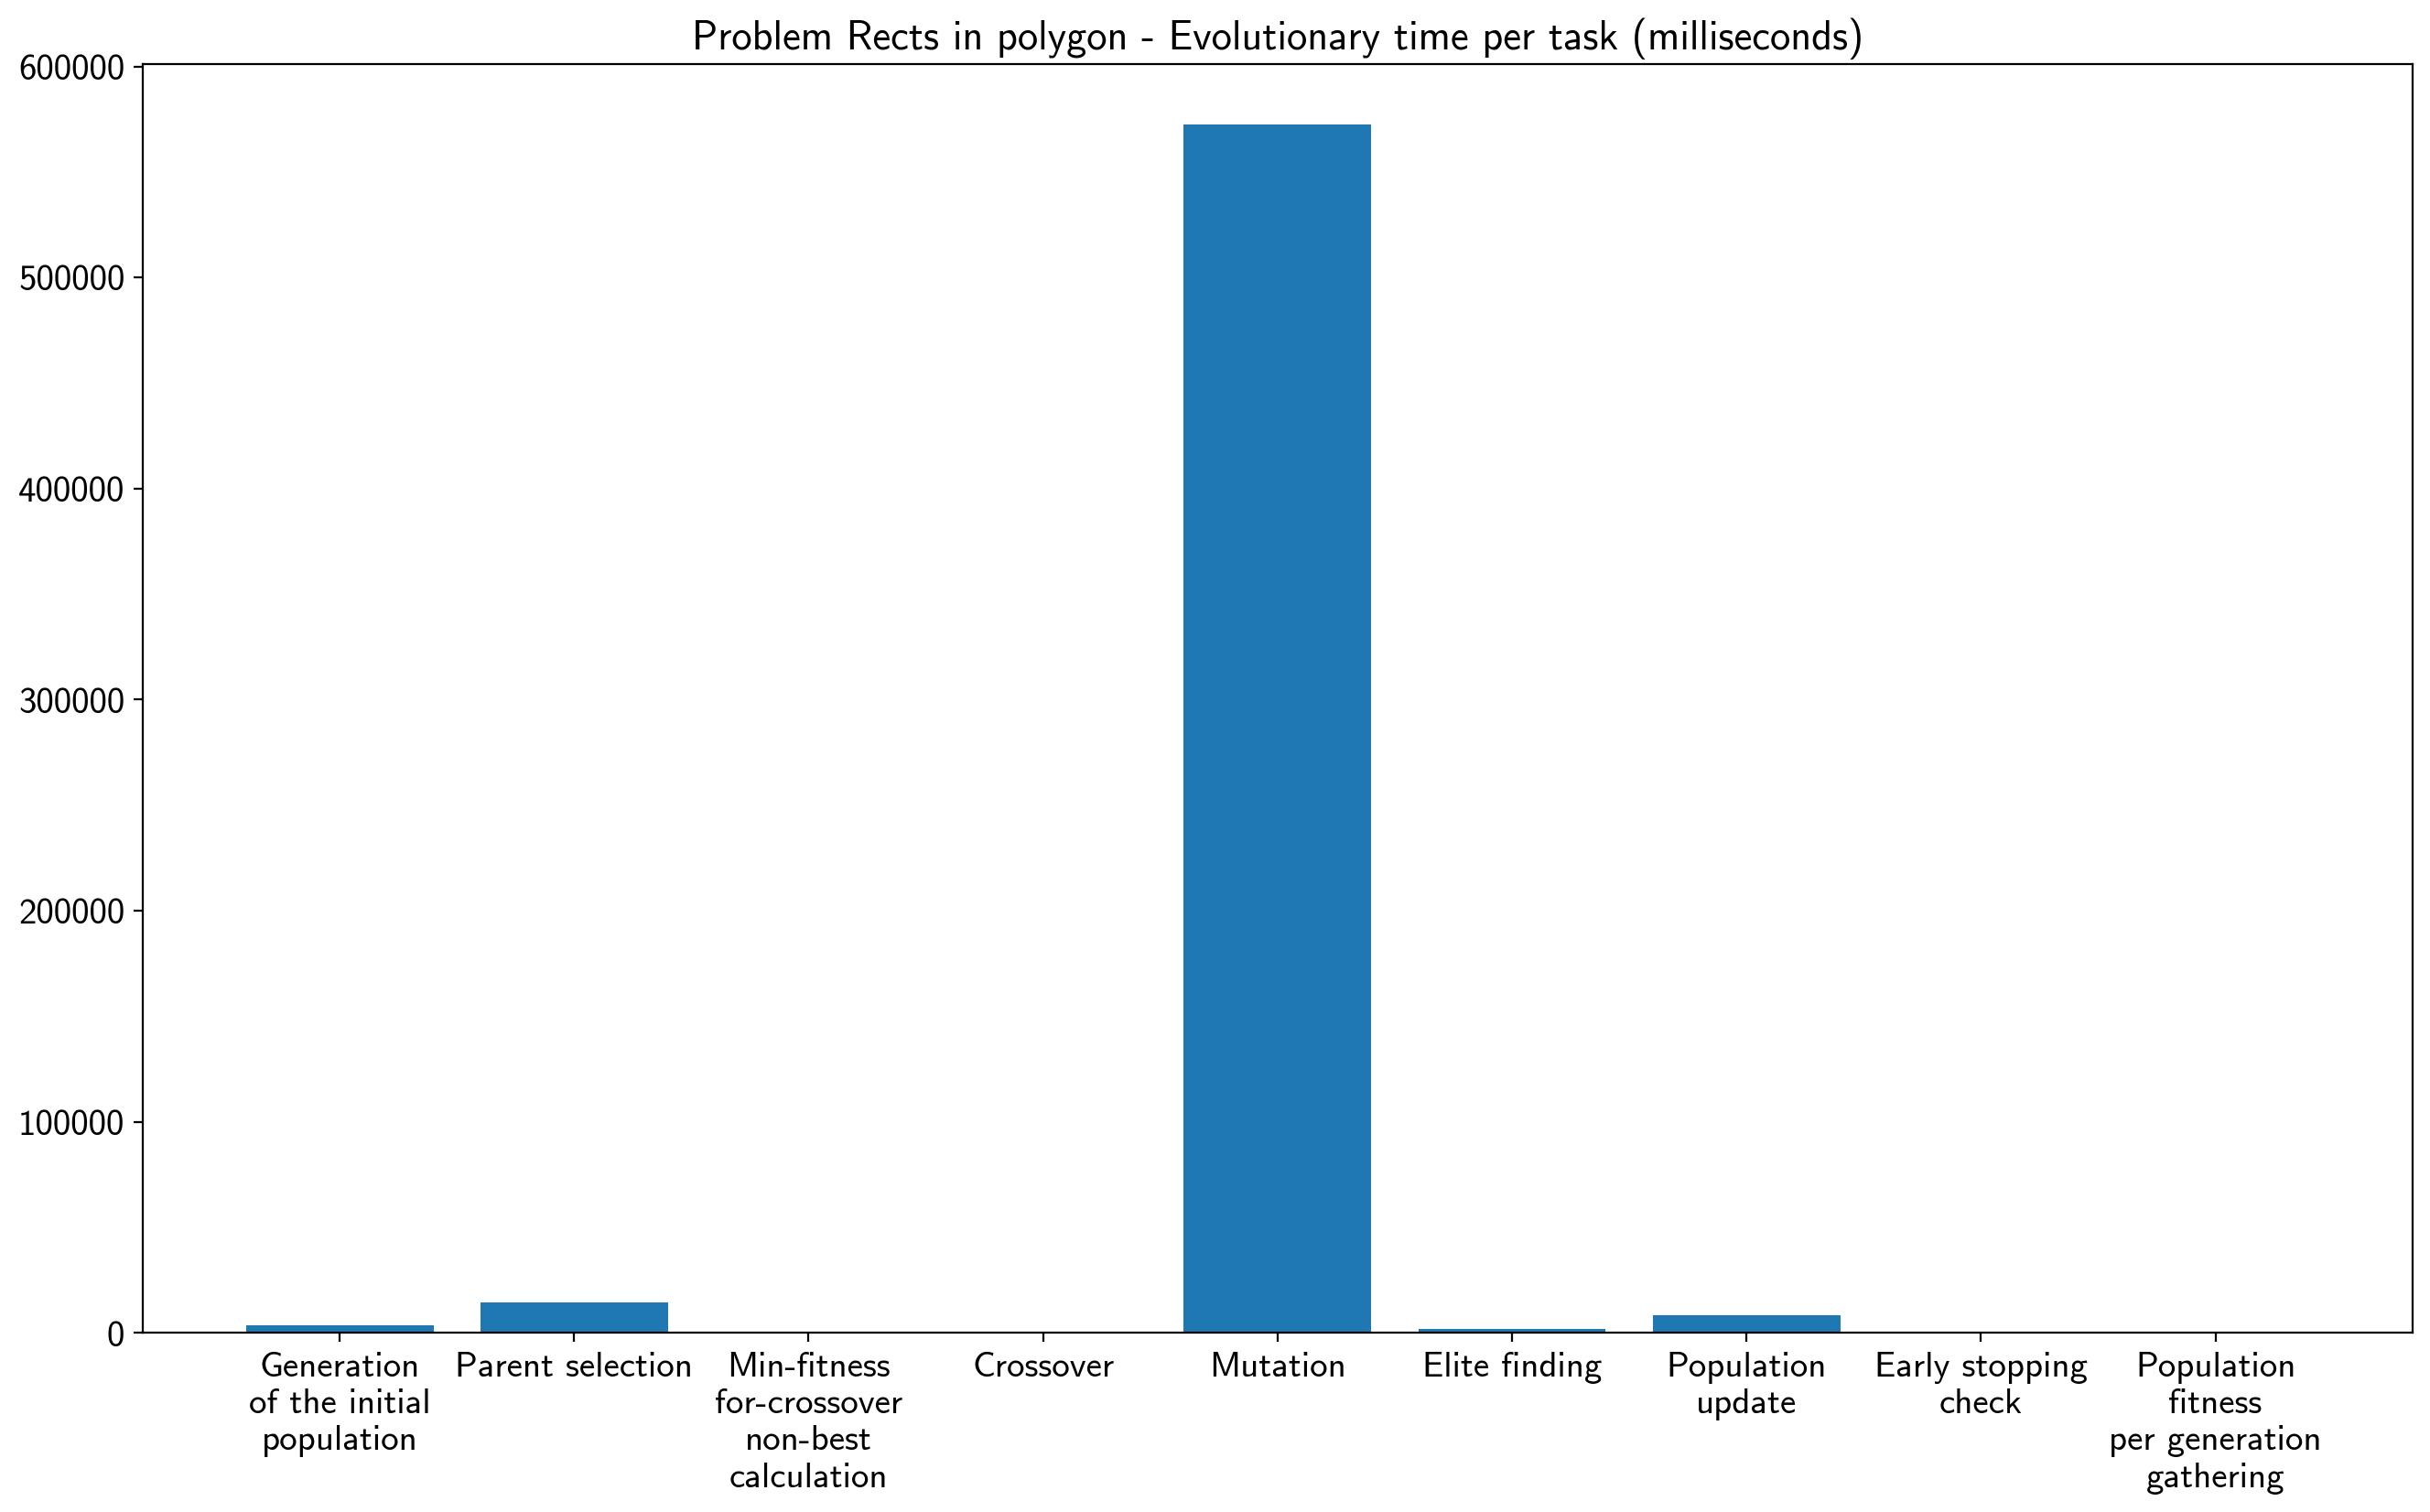 Problem Rects in polygon - Evolutionary time per task (milliseconds)
600000
500000
400000
300000
200000
100000
0
Generation
of the initial
population
Parent selection
Min-fitness
for-crossover
non-best
calculation
Crossover
Mutation
Elite finding
Population
update
Early stopping
check
Population
fitness
per generation
gathering